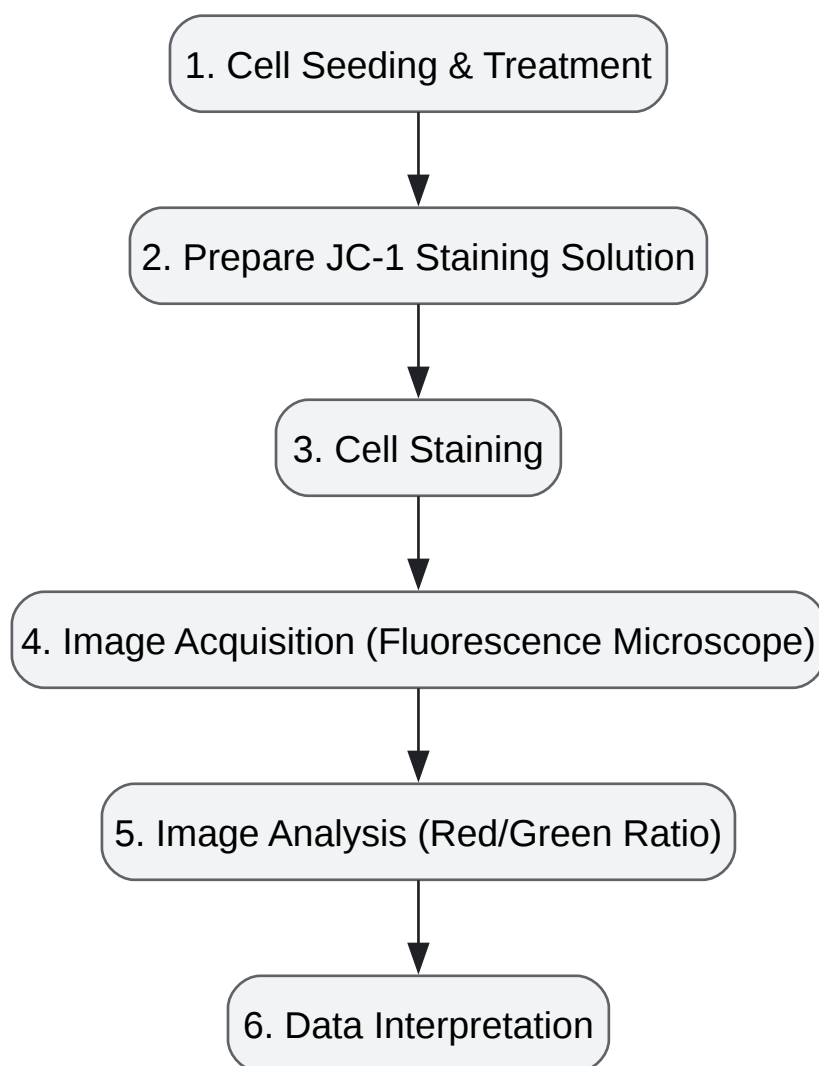 1. Cell Seeding & Treatment
2. Prepare JC-1 Staining Solution
3. Cell Staining
4. Image Acquisition (Fluorescence Microscope)
5. Image Analysis (Red/Green Ratio)
6. Data Interpretation